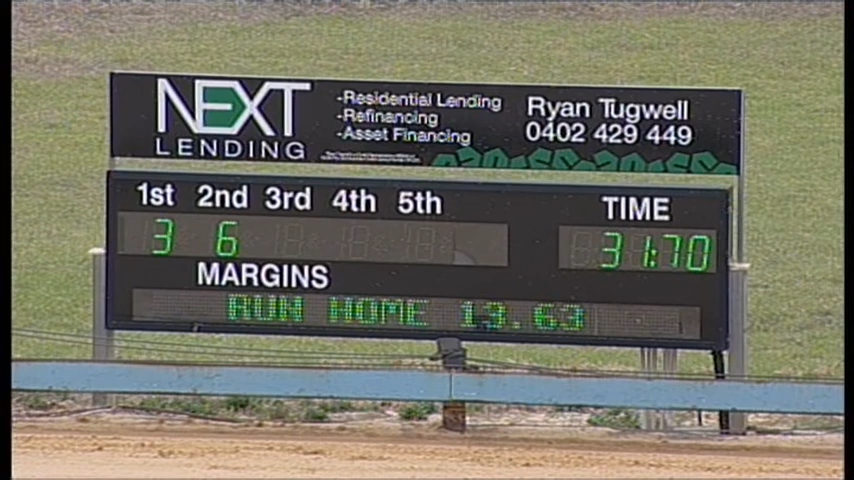 NEXT
LENDING
-Residential Lending
-Refinancing
-Asset Financing
Ryan Tugwell
0402 429 449
1st 2nd 3rd 4th 5th
TIME
3 6
31:70
MARGINS
RUN HOME 13.63